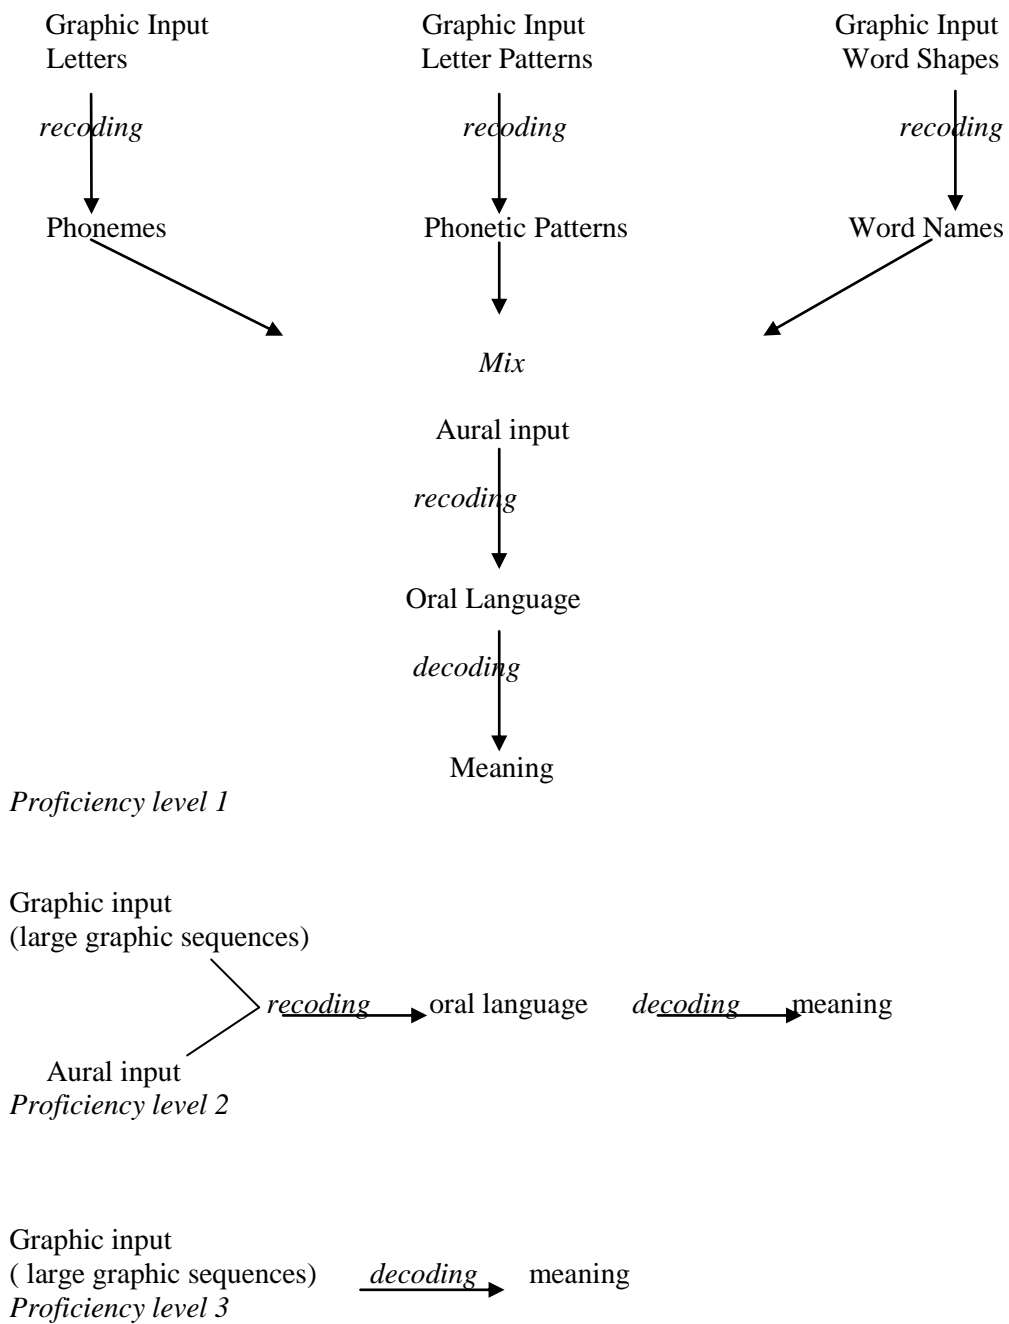 Graphic Input Graphic Input Graphic Input
Letters Letter Patterns Word Shapes
recoding recoding recoding
Phonemes Phonetic Patterns Word Names
Mix
Aural input
recoding
Oral Language
decoding
Meaning
Proficiency level 1
Graphic input
(large graphic sequences)
recoding oral language decoding meaning
Aural input
Proficiency level 2
Graphic input
( large graphic sequences) decoding meaning
Proficiency level 3